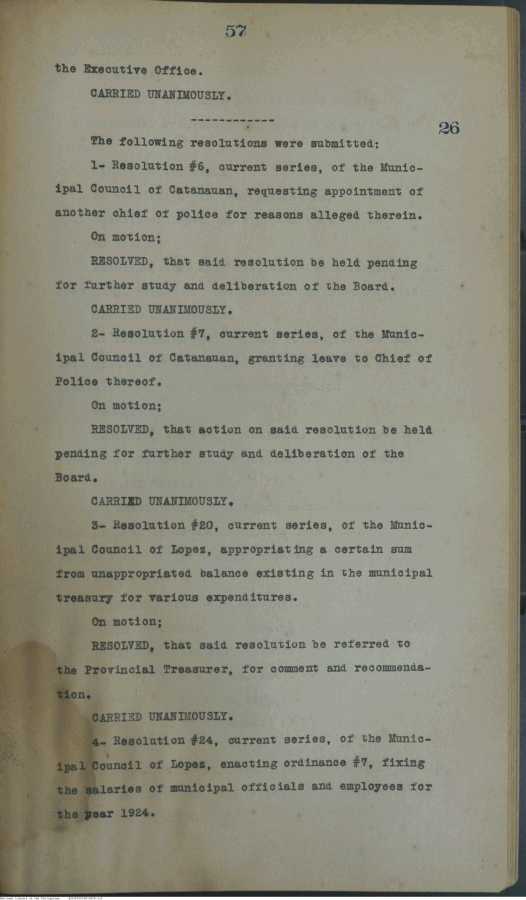 57
the Executive Office.
CARRIED UNANIMOUSLY.
------------
26
The following resolutions were submitted:
1- Resolution #6, current series, of the Munic-
ipal Council of Catanauan, requesting appointment of
another chief of police for reasons alleged therein.
On motion;
RESOLVED, that said resolution be held pending
for further study and deliberation of the Board.
CARRIED UNANIMOUSLY.
2- Resolution #7, current series, of the Munic-
ipal Council of Catanauan, granting leave to Chief of
Police thereof.
On motion;
RESOLVED, that action on said resolution be held
pending for further study and deliberation of the
Board.
CARRIED UNANIMOUSLY.
3- Resolution #20, current series, of the Munic-
ipal Council of Lopez, appropriating a certain sum
from unappropriated balance existing in the municipal
treasury for various expenditures.
On motion;
RESOLVED, that said resolution be referred to
the Provincial Treasurer, for comment and recommenda-
tion.
CARRIED UNANIMOUSLY.
4- Resolution #24, current series, of the Munic-
ipal Council of Lopez, enacting ordinance #7, fixing
the salaries of municipal officials and employees for
the year 1924.
National Library of the Philippines